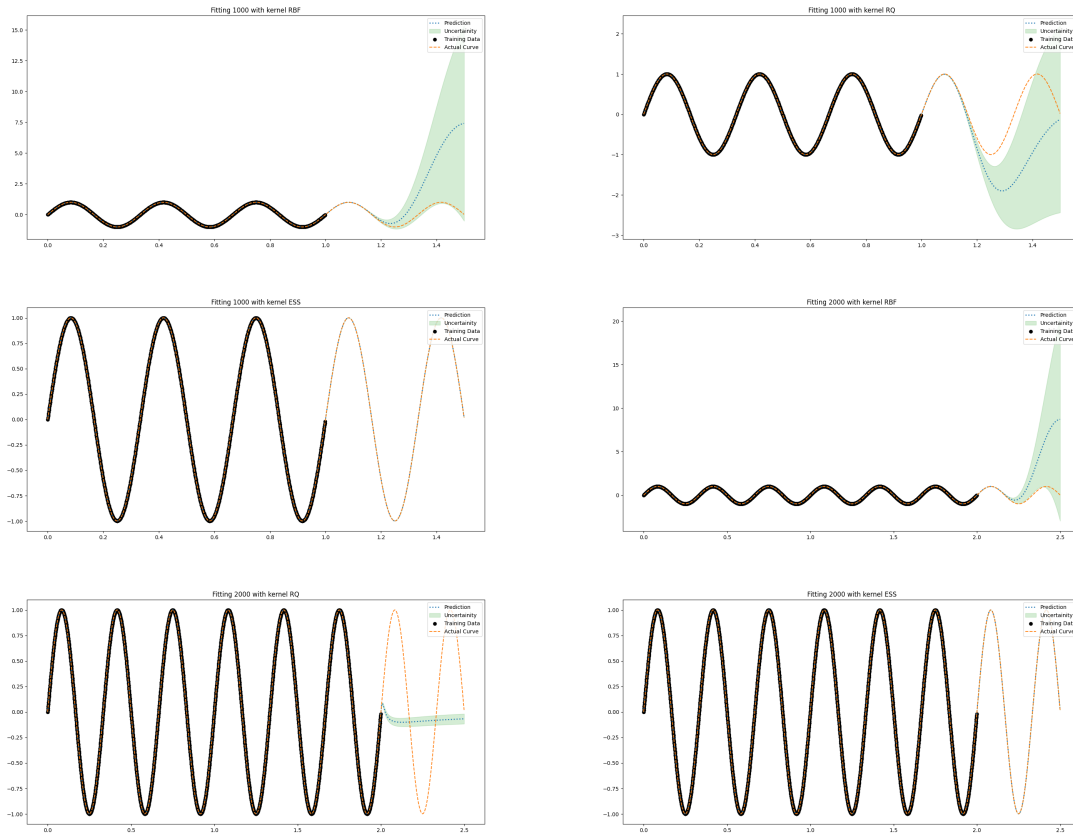 Fitting 1000 with kernel RBF
15.0
12.5
10.0
7.5
5.0
2.5
0.0
0.0 0.2 0.4 0.6 0.8 1.0 1.2 1.4
Prediction
Uncertainity
Training Data
Actual Curve
Fitting 1000 with kernel RQ
2
1
0
−1
−2
−3
0.0 0.2 0.4 0.6 0.8 1.0 1.2 1.4
Prediction
Uncertainity
Training Dat
Actual Curve
Fitting 1000 with kernel ESS
1.00
0.75
0.50
0.25
0.00
−0.25
−0.50
−0.75
−1.00
0.0 0.2 0.4 0.6 0.8 1.0 1.2 1.4
Prediction
Uncertainity
Training Data
Actual Curve
Fitting 2000 with kernel RBF
20
15
10
5
0
0.0 0.5 1.0 1.5 2.0 2.5
Prediction
Uncertainity
Training Dat
Actual Curve
Fitting 2000 with kernel RQ
1.00
0.75
0.50
0.25
0.00
−0.25
−0.50
−0.75
−1.00
0.0 0.5 1.0 1.5 2.0 2.5
Prediction
Uncertainity
Training Data
Actual Curve
Fitting 2000 with kernel ESS
1.00
0.75
0.50
0.25
0.00
−0.25
−0.50
−0.75
−1.00
0.0 0.5 1.0 1.5 2.0 2.5
Prediction
Uncertainity
Training Dat
Actual Curve